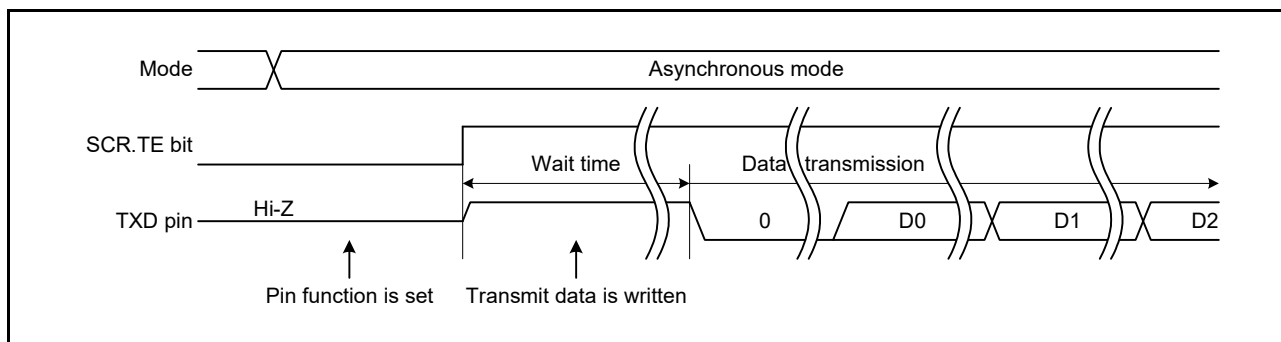 Mode
Asynchronous mode
SCR.TE bit
Wait time
Data transmission
TXD pin
Hi-Z
0
D0
D1
D2
Pin function is set
Transmit data is written